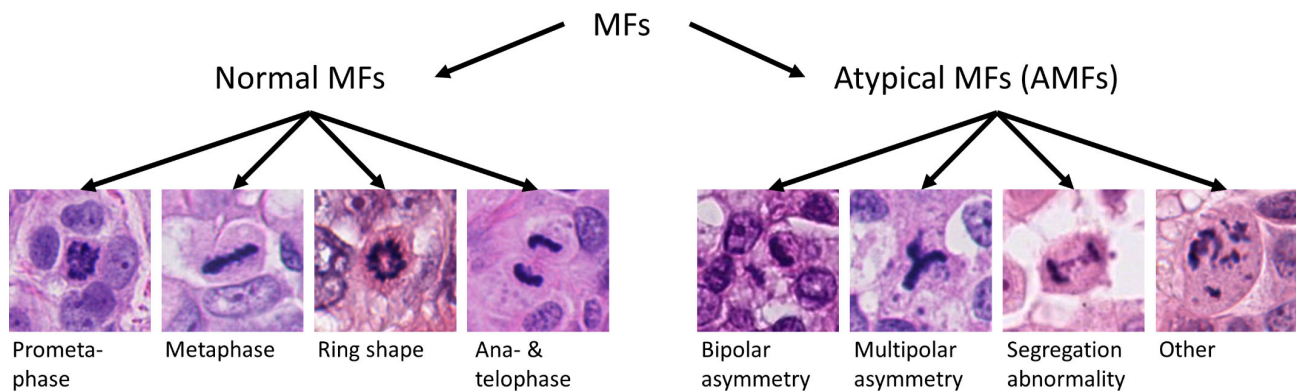 MFs
Normal MFs
Atypical MFs (AMFs)
Prometa-
phase
Metaphase
Ring shape
Ana- &
telophase
Bipolar
asymmetry
Multipolar
asymmetry
Segregation
abnormality
Other